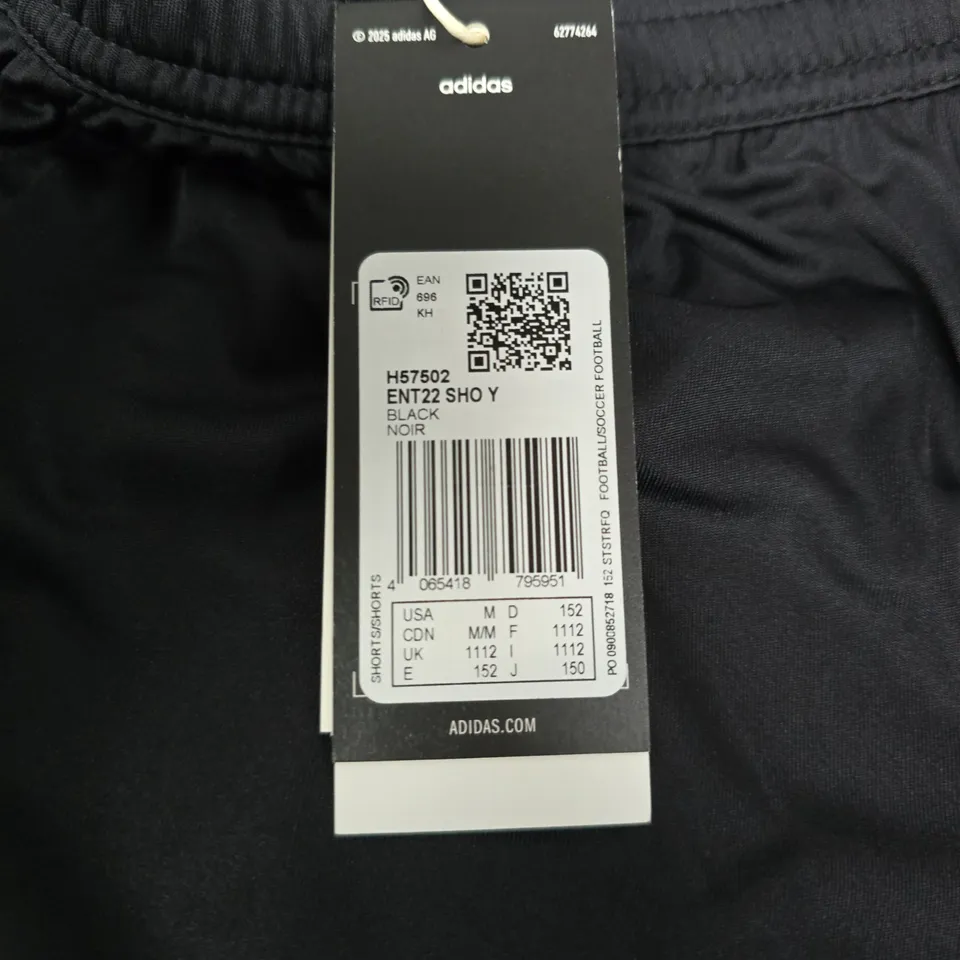 © 2025 adidas AG 62774264
adidas
RFID
EAN
696
KH
H57502
ENT22 SHO Y
BLACK
NOIR
4 065418 795951
USA M D 152
CDN M/M F 1112
UK 1112 I 1112
E 152 J 150
SHORTS/SHORTS
PO 0900852718 152 STSTRFQ FOOTBALL/SOCCER FOOTBALL
ADIDAS.COM